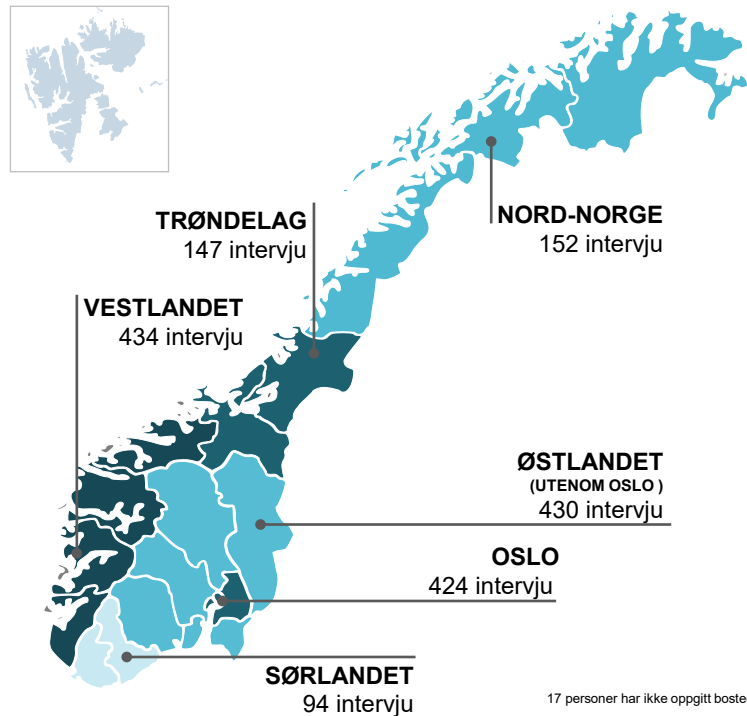 TRØNDELAG
147 intervju
NORD-NORGE
152 intervju
VESTLANDET
434 intervju
ØSTLANDET
(UTENOM OSLO )
430 intervju
OSLO
424 intervju
SØRLANDET
94 intervju
17 personer har ikke oppgitt boste